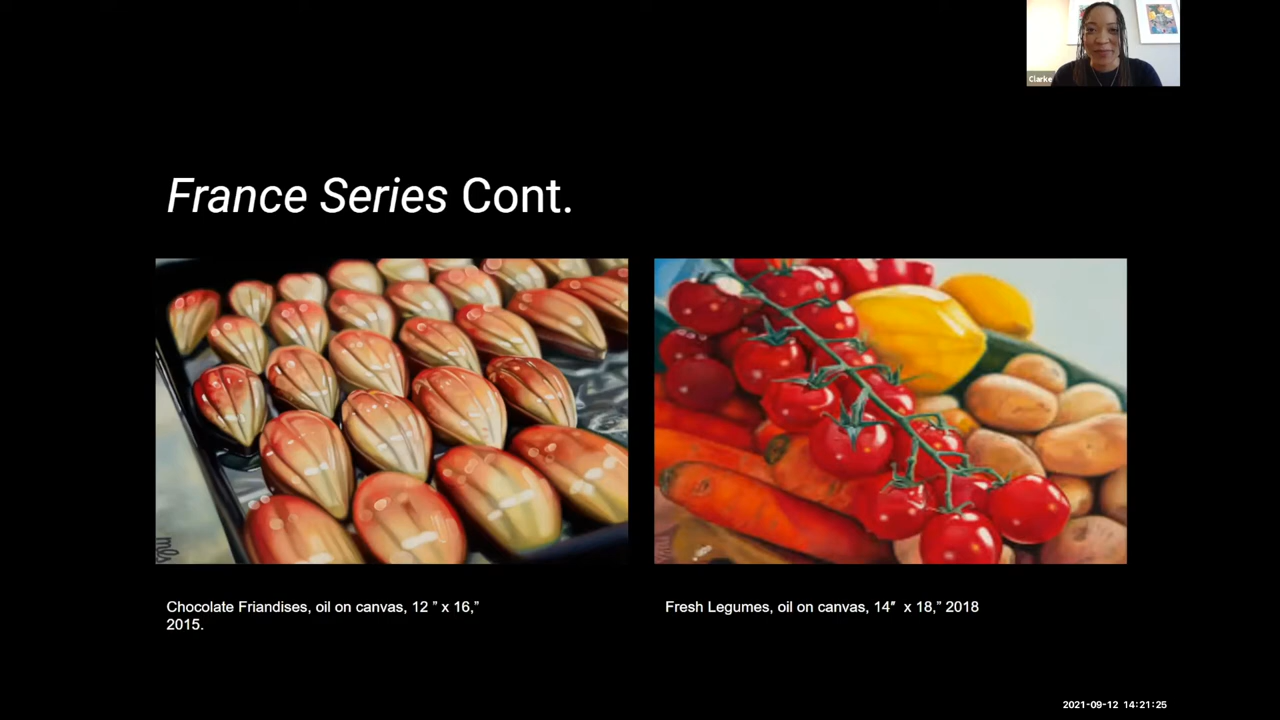 Clarke
France Series Cont.
mls
Chocolate Friandises, oil on canvas, 12 ” x 16,”
2015.
Fresh Legumes, oil on canvas, 14″ x 18,” 2018
2021-09-12 14:21:25